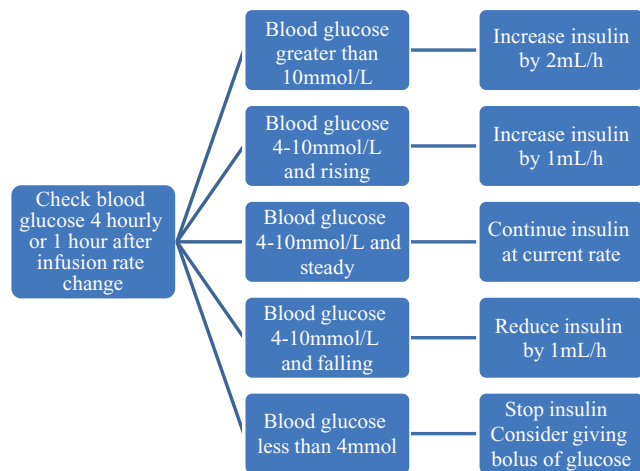 Check blood
glucose 4 hourly
or 1 hour after
infusion rate
change
Blood glucose
greater than
10mmol/L
Increase insulin
by 2mL/h
Blood glucose
4-10mmol/L
and rising
Increase insulin
by 1mL/h
Blood glucose
4-10mmol/L and
steady
Continue insulin
at current rate
Blood glucose
4-10mmol/L
and falling
Reduce insulin
by 1mL/h
Blood glucose
less than 4mmol
Stop insulin
Consider giving
bolus of glucose